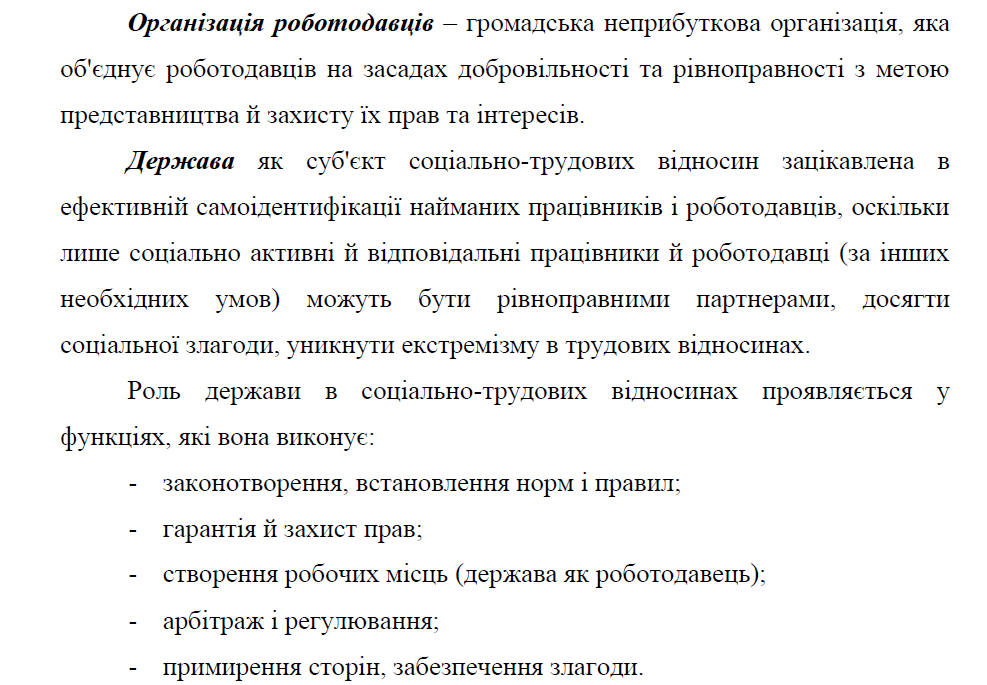 Організація роботодавців – громадська неприбуткова організація, яка
об'єднує роботодавців на засадах добровільності та рівноправності з метою
представництва й захисту їх прав та інтересів.
Держава як суб'єкт соціально-трудових відносин зацікавлена в
ефективній самоідентифікації найманих працівників і роботодавців, оскільки
лише соціально активні й відповідальні працівники й роботодавці (за інших
необхідних умов) можуть бути рівноправними партнерами, досягти
соціальної злагоди, уникнути екстремізму в трудових відносинах.
Роль держави в соціально-трудових відносинах проявляється у
функціях, які вона виконує:
- законотворення, встановлення норм і правил;
- гарантія й захист прав;
- створення робочих місць (держава як роботодавець);
- арбітраж і регулювання;
- примирення сторін, забезпечення злагоди.